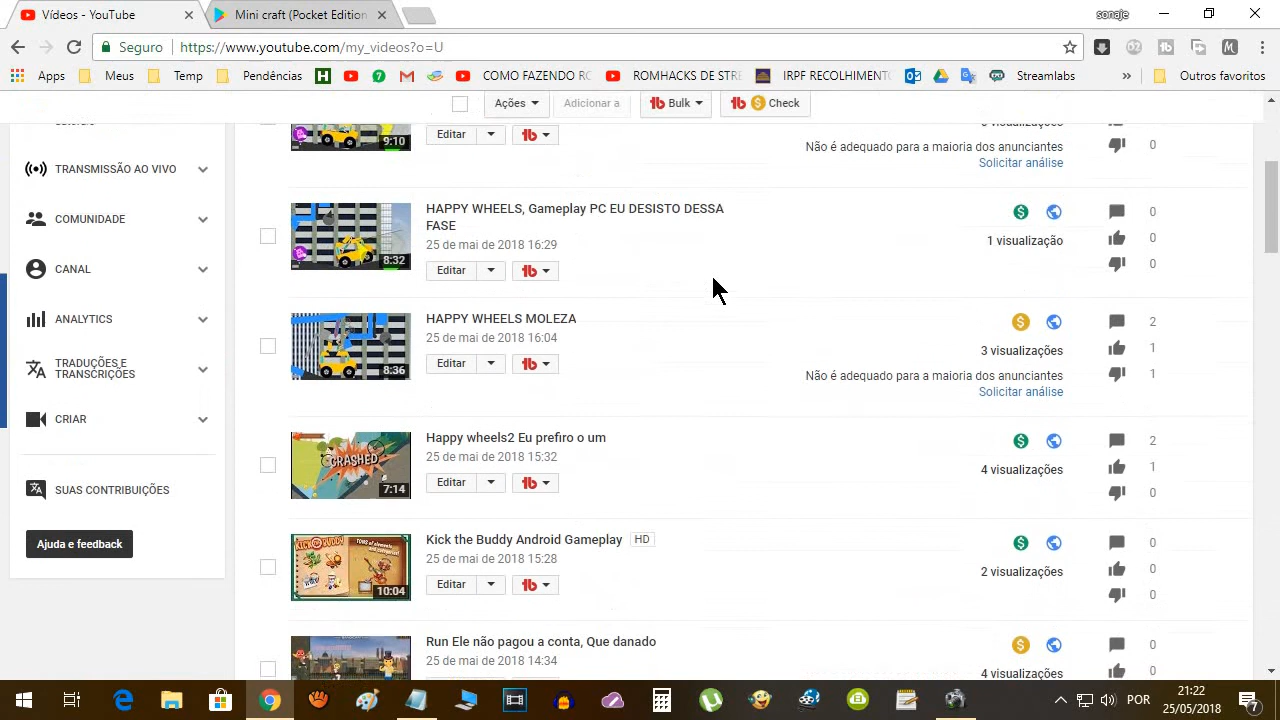 Vídeos - YouTube
Mini craft (Pocket Edition
sonaje
Seguro
https://www.youtube.com/my_videos?o=U
Apps
Meus
Temp
Pendências
H
7
COMO FAZENDO RO
ROMHACKS DE STRE
IRPF RECOLHIMENTO
Streamlabs
»
Outros favoritos
Ações
Adicionar a
Bulk
Check
9:10
Editar
Não é adequado para a maioria dos anunciantes
Solicitar análise
0
TRANSMISSÃO AO VIVO
COMUNIDADE
CANAL
ANALYTICS
TRADUÇÕES E
TRANSCRIÇÕES
CRIAR
SUAS CONTRIBUIÇÕES
Ajuda e feedback
HAPPY WHEELS, Gameplay PC EU DESISTO DESSA
FASE
25 de mai de 2018 16:29
8:32
Editar
1 visualização
0
0
0
HAPPY WHEELS MOLEZA
25 de mai de 2018 16:04
8:36
Editar
3 visualizações
Não é adequado para a maioria dos anunciantes
Solicitar análise
2
1
1
Happy wheels2 Eu prefiro o um
25 de mai de 2018 15:32
CRASHED
7:14
Editar
4 visualizações
2
1
0
Kick the Buddy Android Gameplay HD
25 de mai de 2018 15:28
10:04
Editar
2 visualizações
0
0
0
Run Ele não pagou a conta, Que danado
25 de mai de 2018 14:34
4 visualizações
0
0
POR
21:22
25/05/2018
7